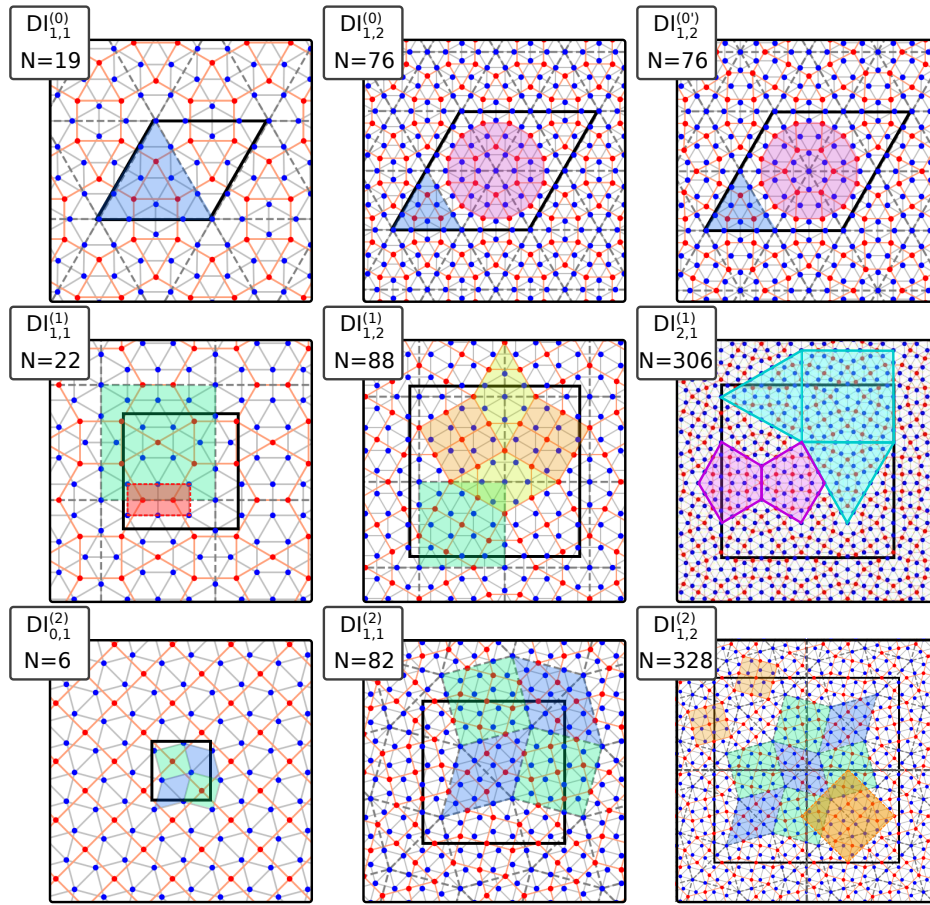 DI^{(0)}_{1,1}
N=19
DI^{(0)}_{1,2}
N=76
DI^{(0')}_{1,2}
N=76
DI^{(1)}_{1,1}
N=22
DI^{(1)}_{1,2}
N=88
DI^{(1)}_{2,1}
N=306
DI^{(2)}_{0,1}
N=6
DI^{(2)}_{1,1}
N=82
DI^{(2)}_{1,2}
N=328